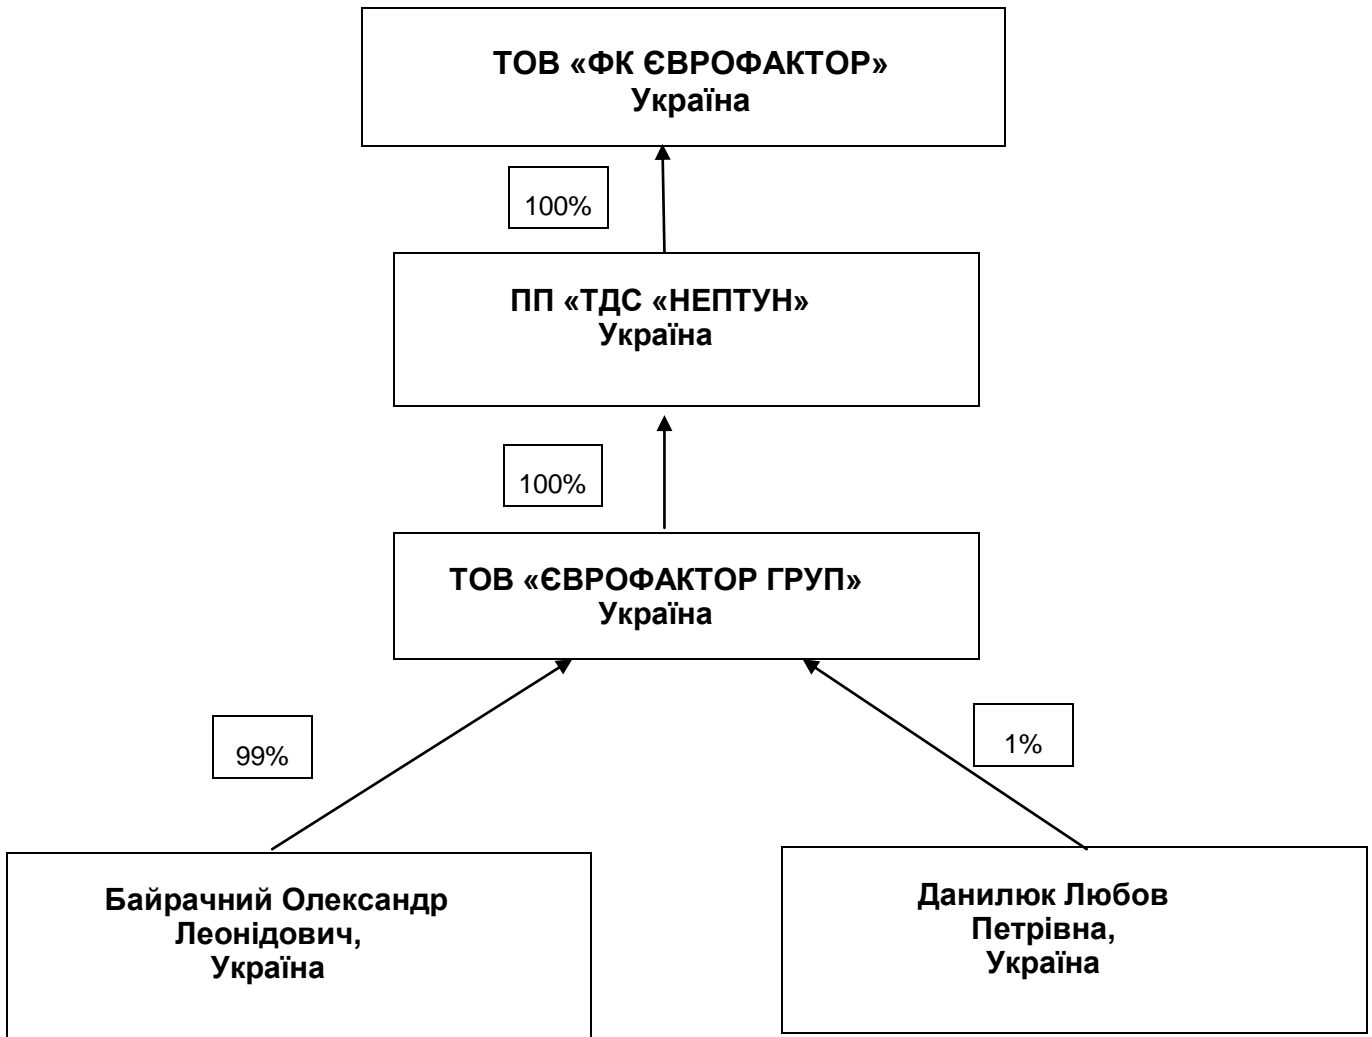 ТОВ «ФК ЄВРОФАКТОР»
Україна
100%
ПП «ТДС «НЕПТУН»
Україна
100%
ТОВ «ЄВРОФАКТОР ГРУП»
Україна
99%
1%
Байрачний Олександр
Леонідович,
Україна
Данилюк Любов
Петрівна,
Україна